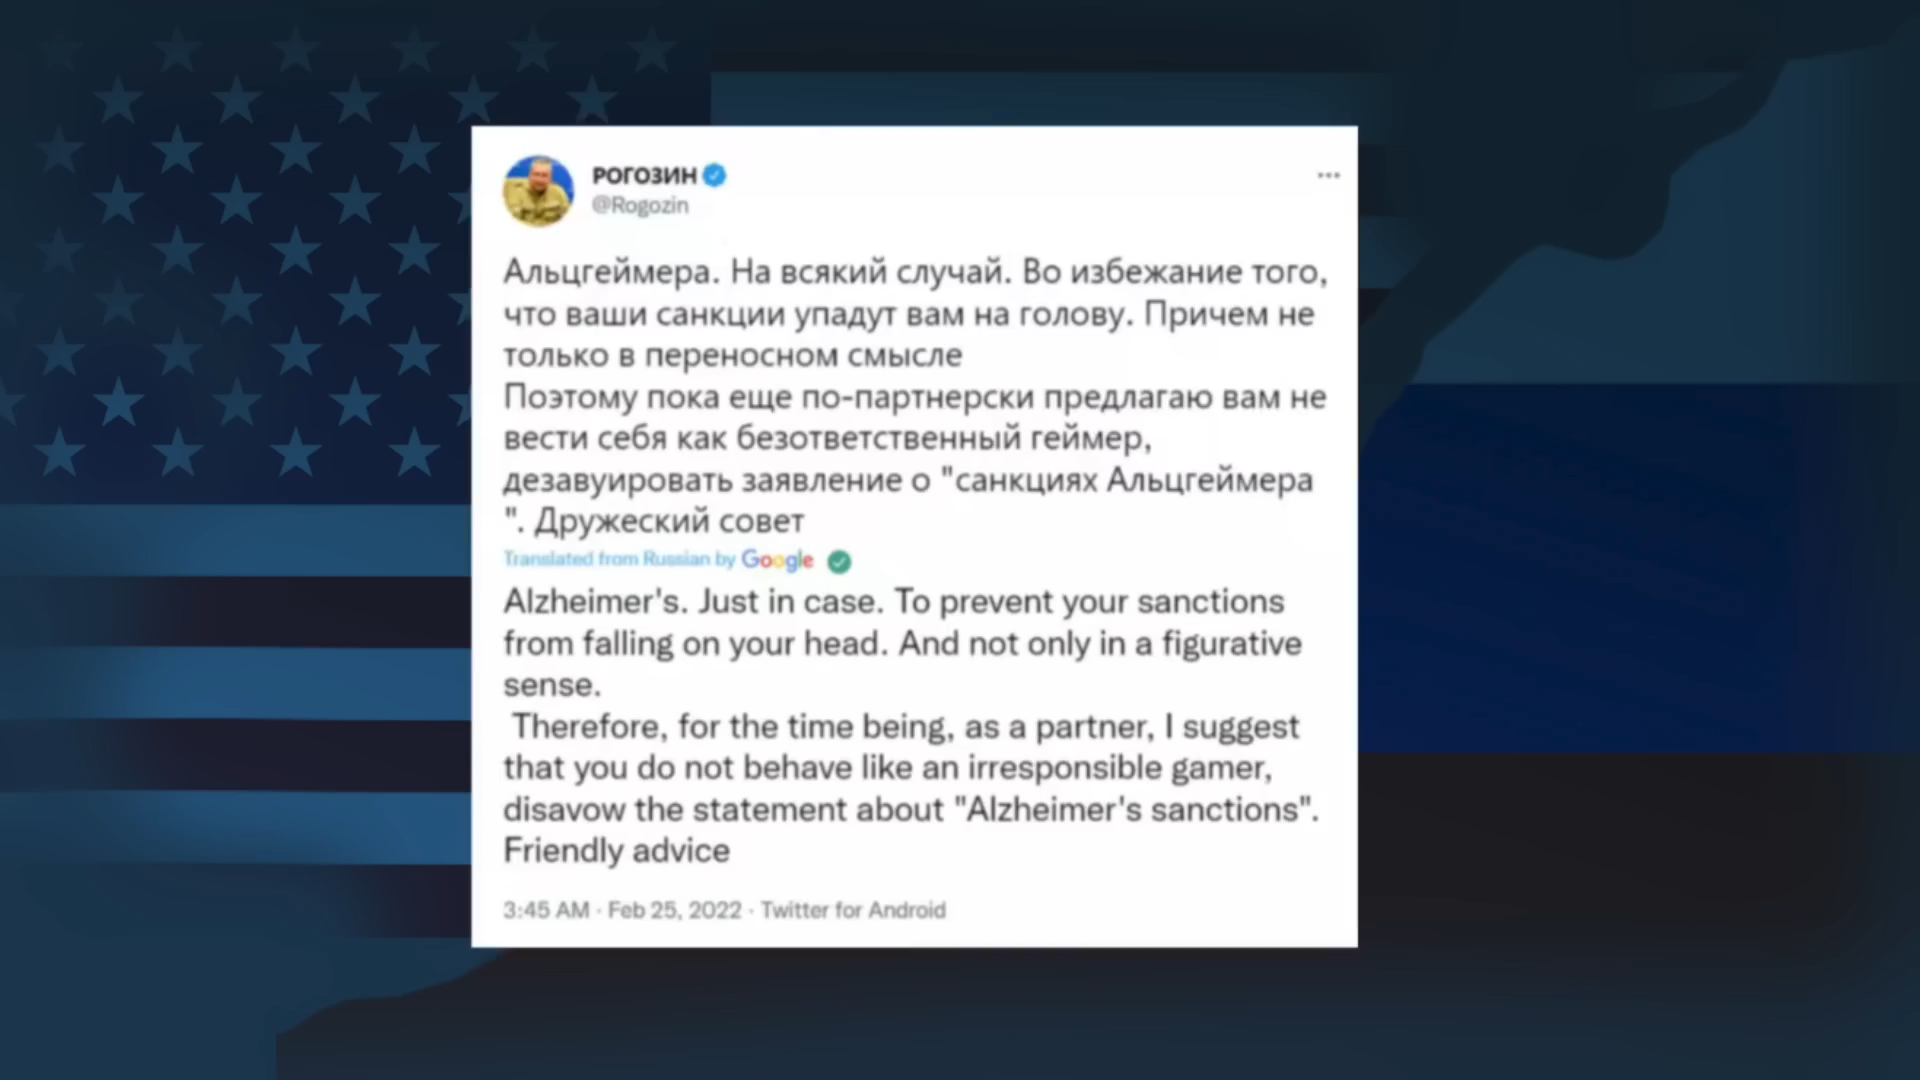 РОГОЗИН
@Rogozin
Альцгеймера. На всякий случай. Во избежание того,
что ваши санкции упадут вам на голову. Причем не
только в переносном смысле
Поэтому пока еще по-партнерски предлагаю вам не
вести себя как безответственный геймер,
дезавуировать заявление о "санкциях Альцгеймера
". Дружеский совет
Translated from Russian by Google
Alzheimer's. Just in case. To prevent your sanctions
from falling on your head. And not only in a figurative
sense.
Therefore, for the time being, as a partner, I suggest
that you do not behave like an irresponsible gamer,
disavow the statement about "Alzheimer's sanctions".
Friendly advice
3:45 AM · Feb 25, 2022 · Twitter for Android